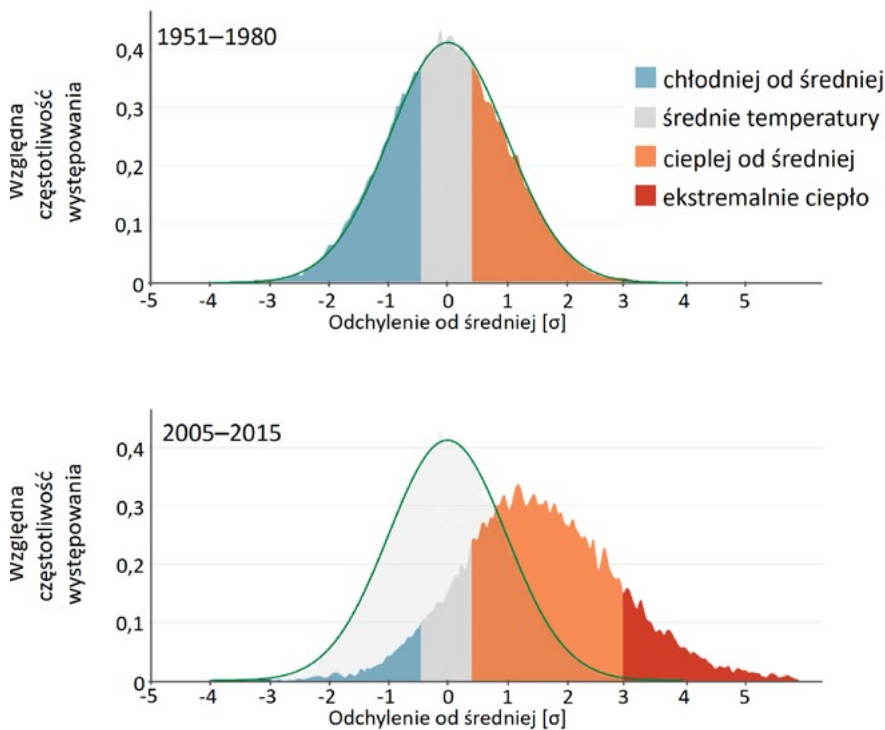 1951–1980
Względna
częstotliwość
występowania
0,4
0,3
0,2
0,1
0
-5 -4 -3 -2 -1 0 1 2 3 4 5
Odchylenie od średniej [σ]
chłodniej od średniej
średnie temperatury
cieplej od średniej
ekstremalnie ciepło
2005–2015
Względna
częstotliwość
występowania
0,4
0,3
0,2
0,1
0
-5 -4 -3 -2 -1 0 1 2 3 4 5
Odchylenie od średniej [σ]